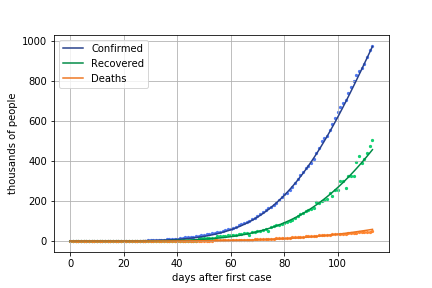 1000
800
600
400
200
0
thousands of people
Confirmed
Recovered
Deaths
0 20 40 60 80 100
days after first case